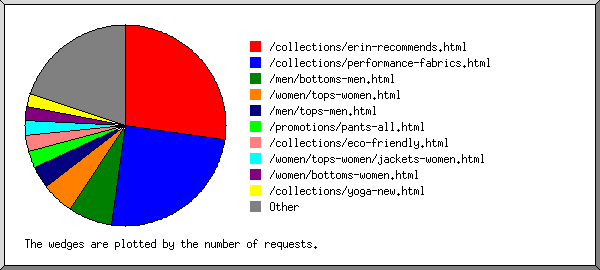 /collections/erin-recommends.html
/collections/performance-fabrics.html
/men/bottoms-men.html
/women/tops-women.html
/men/tops-men.html
/promotions/pants-all.html
/collections/eco-friendly.html
/women/tops-women/jackets-women.html
/women/bottoms-women.html
/collections/yoga-new.html
Other
The wedges are plotted by the number of requests.